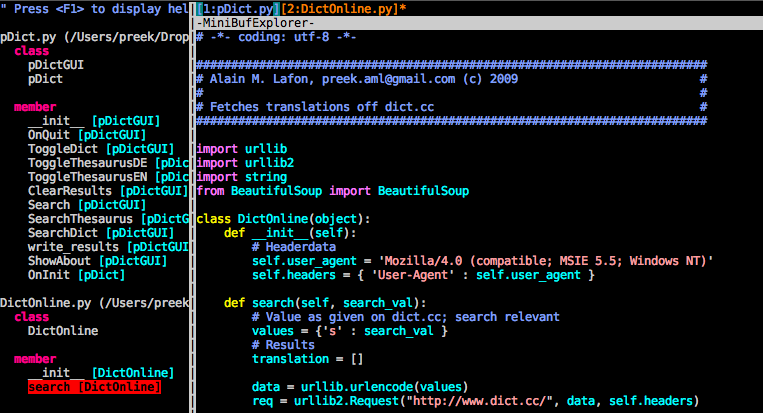 " Press <F1> to display hel
pDict.py (/Users/preek/Drop
class
pDictGUI
pDict
member
__init__ [pDictGUI]
OnQuit [pDictGUI]
ToggleDict [pDictGUI]
ToggleThesaurusDE [pDic
ToggleThesaurusEN [pDic
ClearResults [pDictGUI]
Search [pDictGUI]
SearchThesaurus [pDictG
SearchDict [pDictGUI]
write_results [pDictGUI
ShowAbout [pDictGUI]
OnInit [pDict]
DictOnline.py (/Users/preek
class
DictOnline
member
__init__ [DictOnline]
search [DictOnline]
[1:pDict.py][2:DictOnline.py]*
-MiniBufExplorer-
# -*- coding: utf-8 -*-
#########################################################################
# Alain M. Lafon, preek.aml@gmail.com (c) 2009 #
# #
# Fetches translations off dict.cc #
#########################################################################
import urllib
import urllib2
import string
from BeautifulSoup import BeautifulSoup
class DictOnline(object):
def __init__(self):
# Headerdata
self.user_agent = 'Mozilla/4.0 (compatible; MSIE 5.5; Windows NT)'
self.headers = { 'User-Agent' : self.user_agent }
def search(self, search_val):
# Value as given on dict.cc; search relevant
values = {'s' : search_val }
# Results
translation = []
data = urllib.urlencode(values)
req = urllib2.Request("http://www.dict.cc/", data, self.headers)